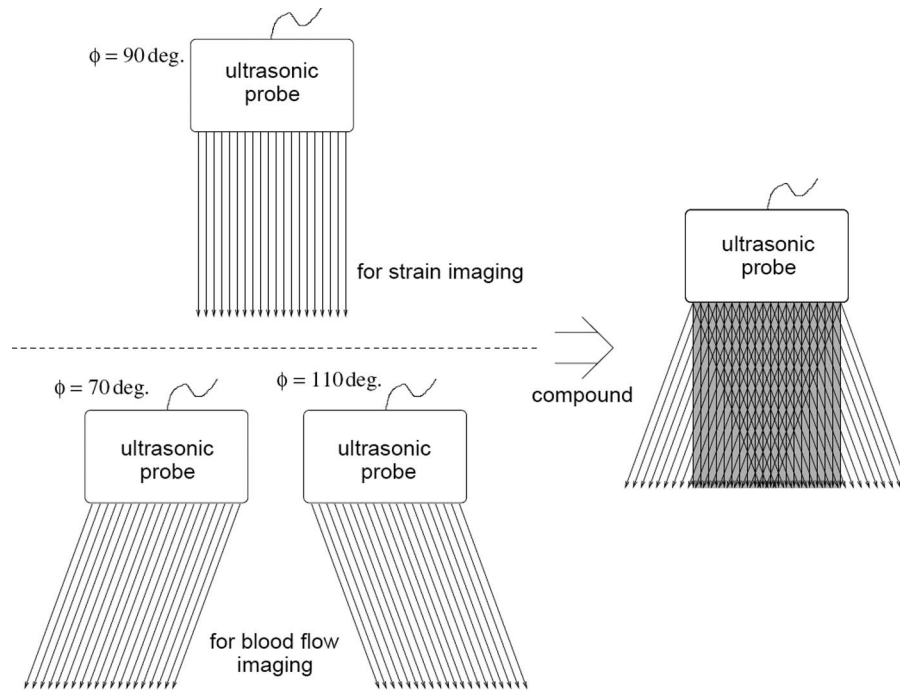 ϕ = 90 deg.
ultrasonic
probe
for strain imaging
ϕ = 70 deg.
ultrasonic
probe
ϕ = 110 deg.
ultrasonic
probe
for blood flow
imaging
compound
ultrasonic
probe